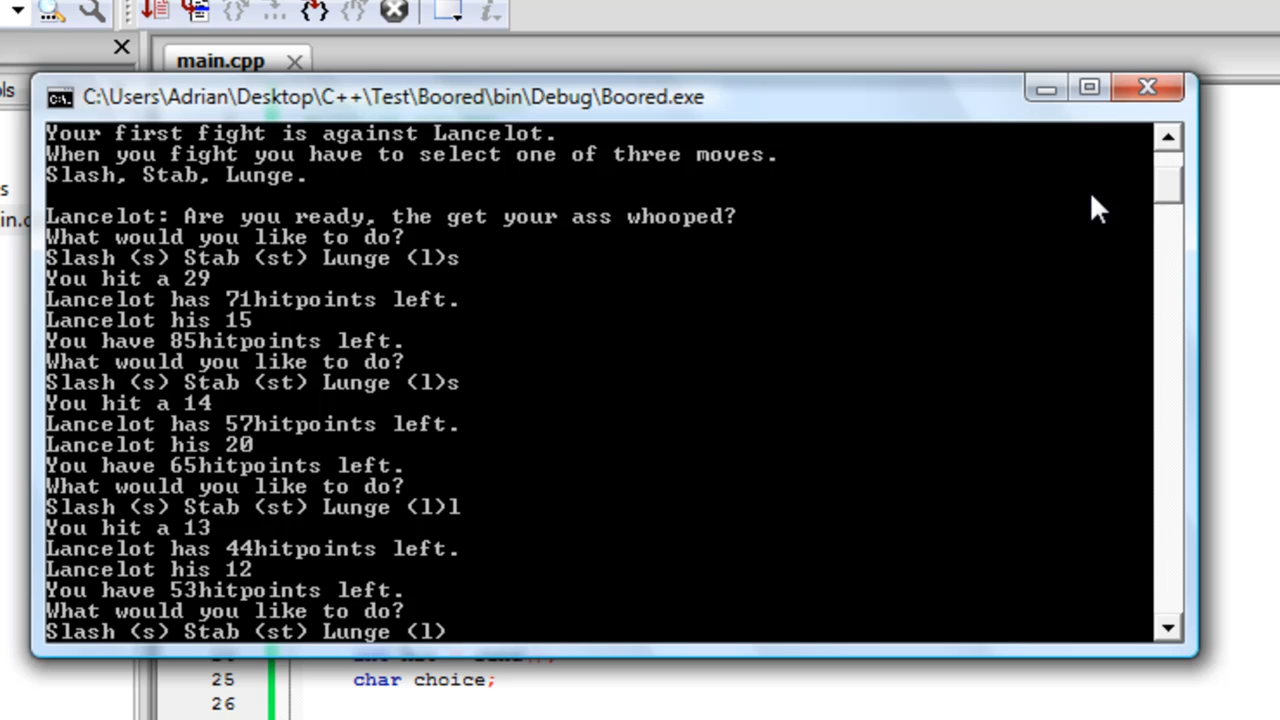 main.cpp
C:\Users\Adrian\Desktop\C++\Test\Boored\bin\Debug\Boored.exe
Your first fight is against Lancelot.
When you fight you have to select one of three moves.
Slash, Stab, Lunge.
Lancelot: Are you ready, the get your ass whooped?
What would you like to do?
Slash (s) Stab (st) Lunge (l)s
You hit a 29
Lancelot has 71hitpoints left.
Lancelot his 15
You have 85hitpoints left.
What would you like to do?
Slash (s) Stab (st) Lunge (l)s
You hit a 14
Lancelot has 57hitpoints left.
Lancelot his 20
You have 65hitpoints left.
What would you like to do?
Slash (s) Stab (st) Lunge (l)l
You hit a 13
Lancelot has 44hitpoints left.
Lancelot his 12
You have 53hitpoints left.
What would you like to do?
Slash (s) Stab (st) Lunge (l)
25 char choice;
26